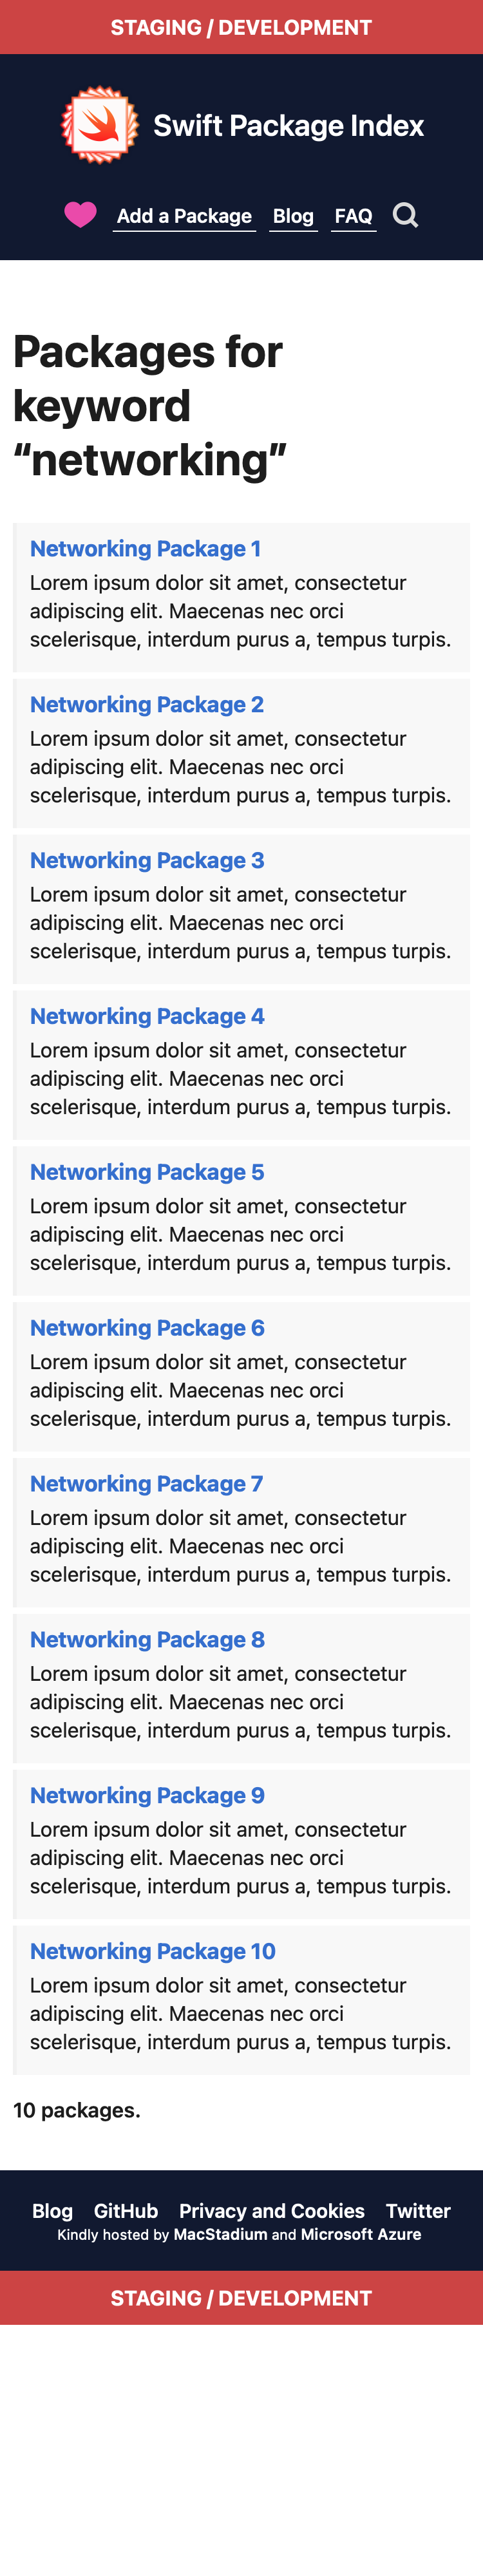 STAGING / DEVELOPMENT
Swift Package Index
Add a Package Blog FAQ
Packages for
keyword
“networking”
Networking Package 1
Lorem ipsum dolor sit amet, consectetur
adipiscing elit. Maecenas nec orci
scelerisque, interdum purus a, tempus turpis.
Networking Package 2
Lorem ipsum dolor sit amet, consectetur
adipiscing elit. Maecenas nec orci
scelerisque, interdum purus a, tempus turpis.
Networking Package 3
Lorem ipsum dolor sit amet, consectetur
adipiscing elit. Maecenas nec orci
scelerisque, interdum purus a, tempus turpis.
Networking Package 4
Lorem ipsum dolor sit amet, consectetur
adipiscing elit. Maecenas nec orci
scelerisque, interdum purus a, tempus turpis.
Networking Package 5
Lorem ipsum dolor sit amet, consectetur
adipiscing elit. Maecenas nec orci
scelerisque, interdum purus a, tempus turpis.
Networking Package 6
Lorem ipsum dolor sit amet, consectetur
adipiscing elit. Maecenas nec orci
scelerisque, interdum purus a, tempus turpis.
Networking Package 7
Lorem ipsum dolor sit amet, consectetur
adipiscing elit. Maecenas nec orci
scelerisque, interdum purus a, tempus turpis.
Networking Package 8
Lorem ipsum dolor sit amet, consectetur
adipiscing elit. Maecenas nec orci
scelerisque, interdum purus a, tempus turpis.
Networking Package 9
Lorem ipsum dolor sit amet, consectetur
adipiscing elit. Maecenas nec orci
scelerisque, interdum purus a, tempus turpis.
Networking Package 10
Lorem ipsum dolor sit amet, consectetur
adipiscing elit. Maecenas nec orci
scelerisque, interdum purus a, tempus turpis.
10 packages.
Blog GitHub Privacy and Cookies Twitter
Kindly hosted by MacStadium and Microsoft Azure
STAGING / DEVELOPMENT